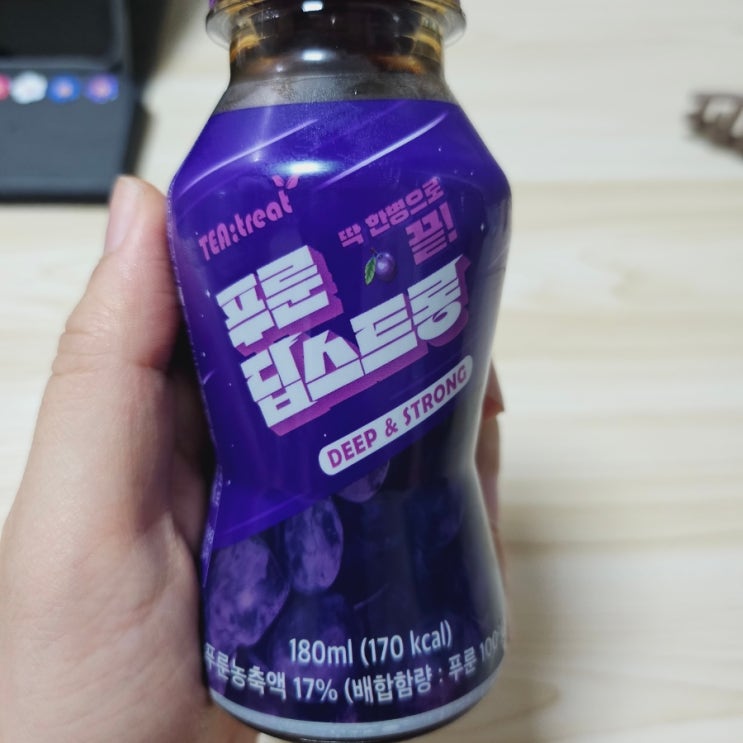 TEA:treat
딱 한병으로
끝!
푸룬
딥스트롱
DEEP & STRONG
180ml (170 kcal)
푸룬농축액 17% (배합함량 : 푸룬 100